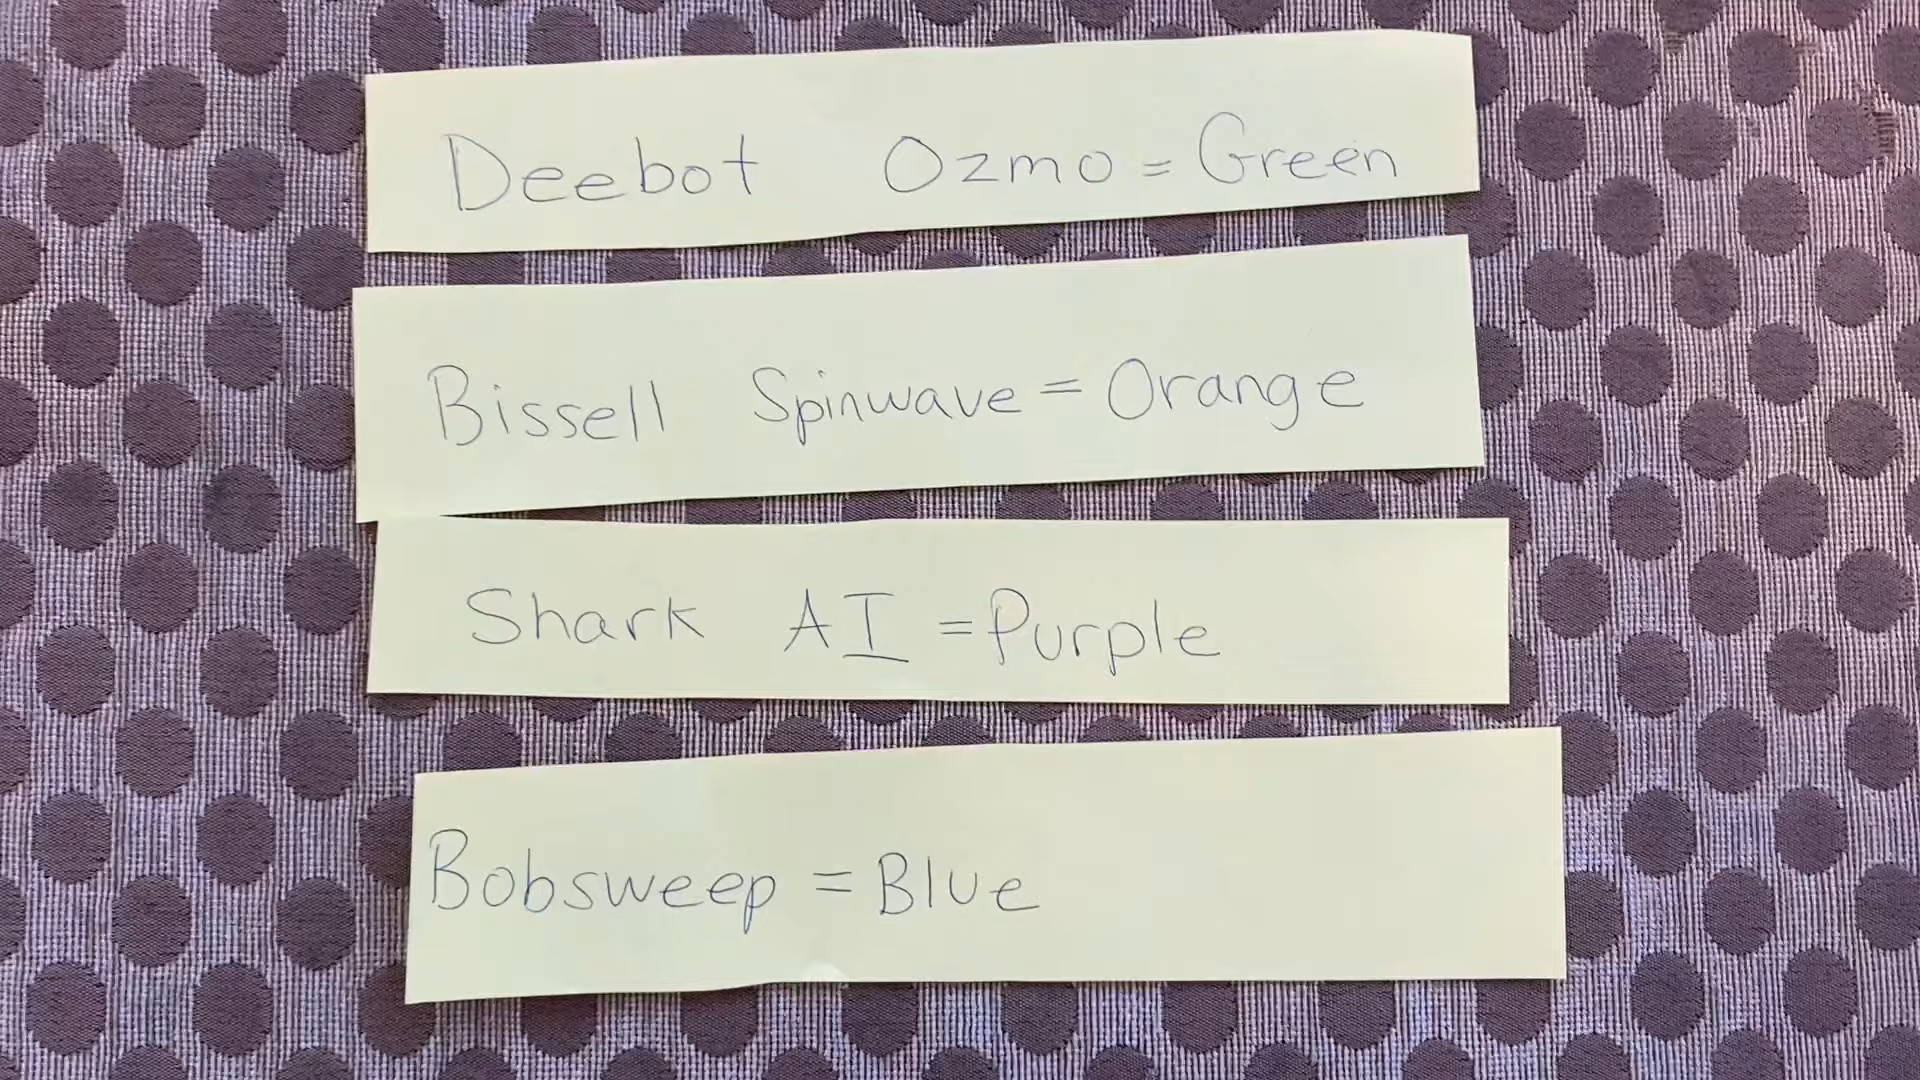 Deebot Ozmo = Green
Bissell Spinwave = Orange
Shark AI = Purple
Bobsweep = Blue